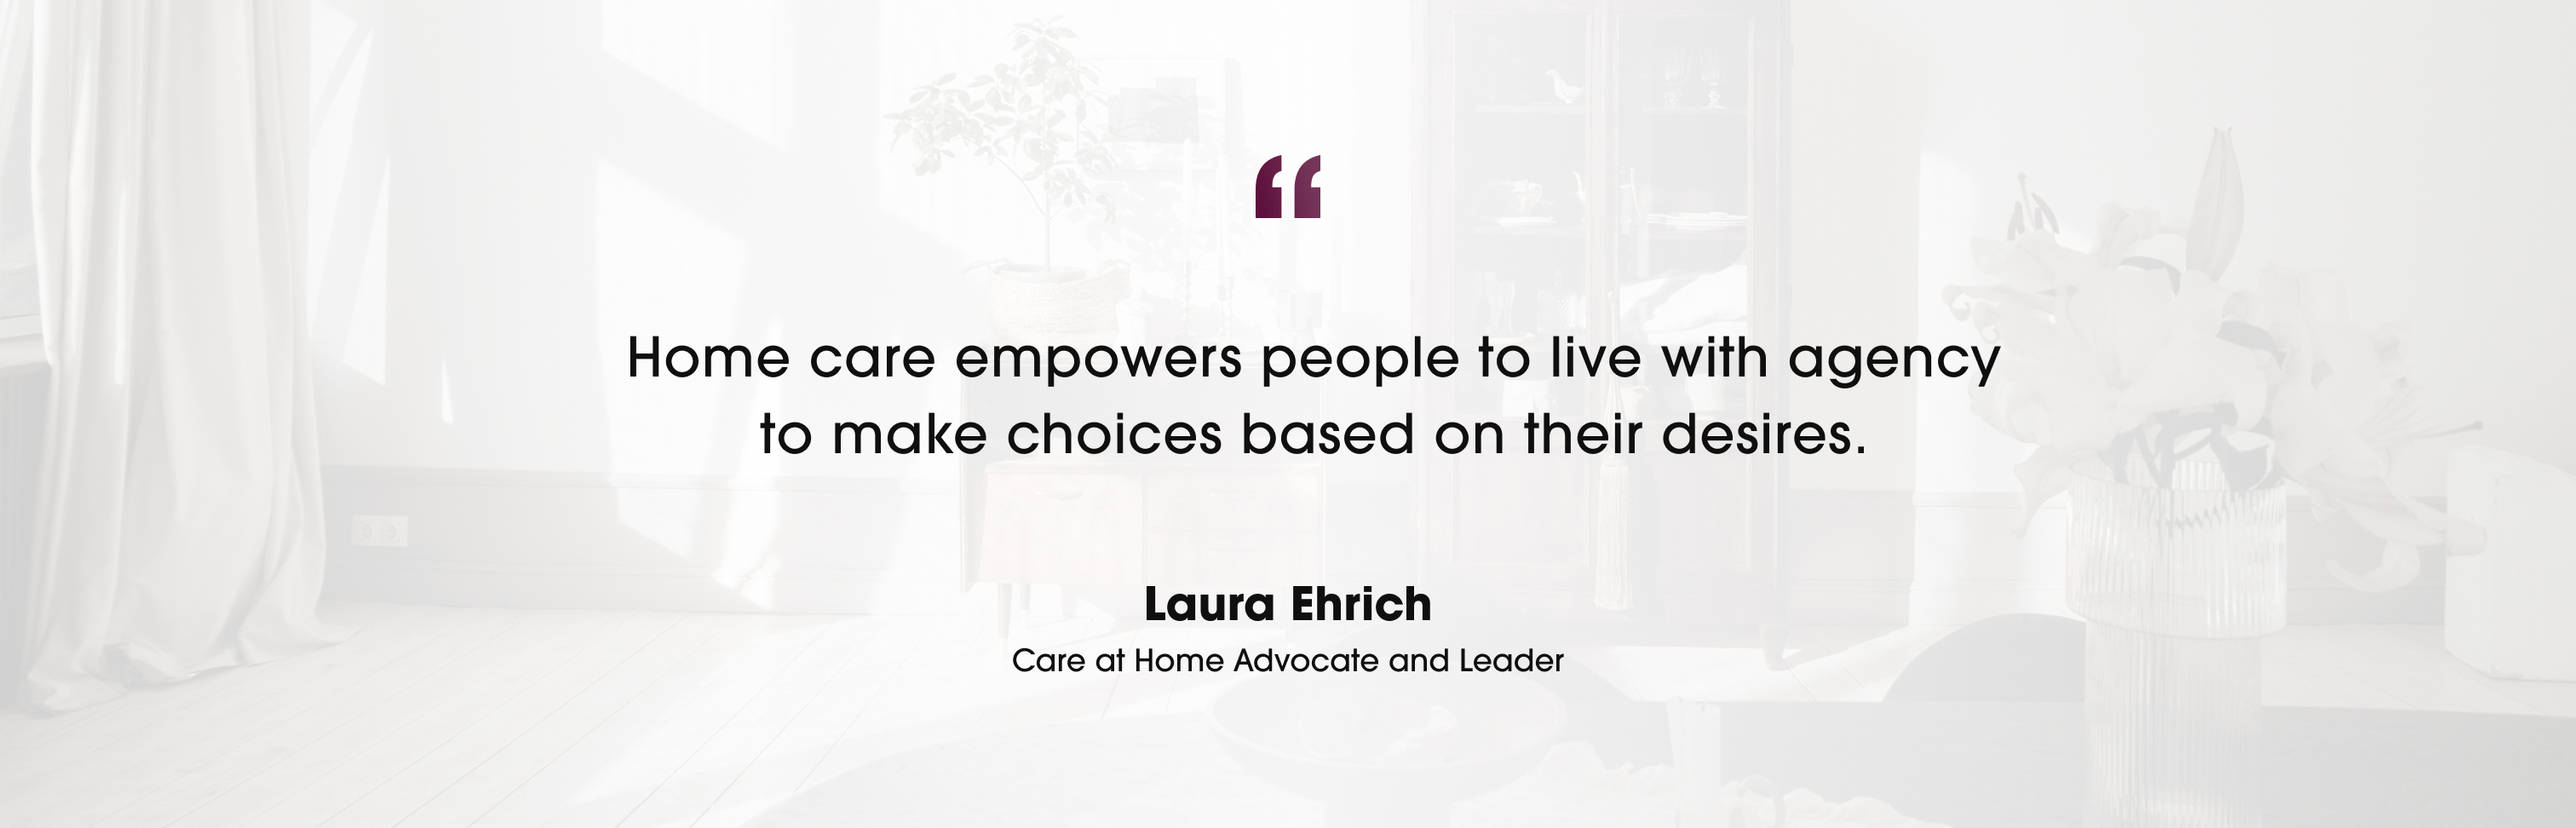 “
Home care empowers people to live with agency
to make choices based on their desires.
Laura Ehrich
Care at Home Advocate and Leader